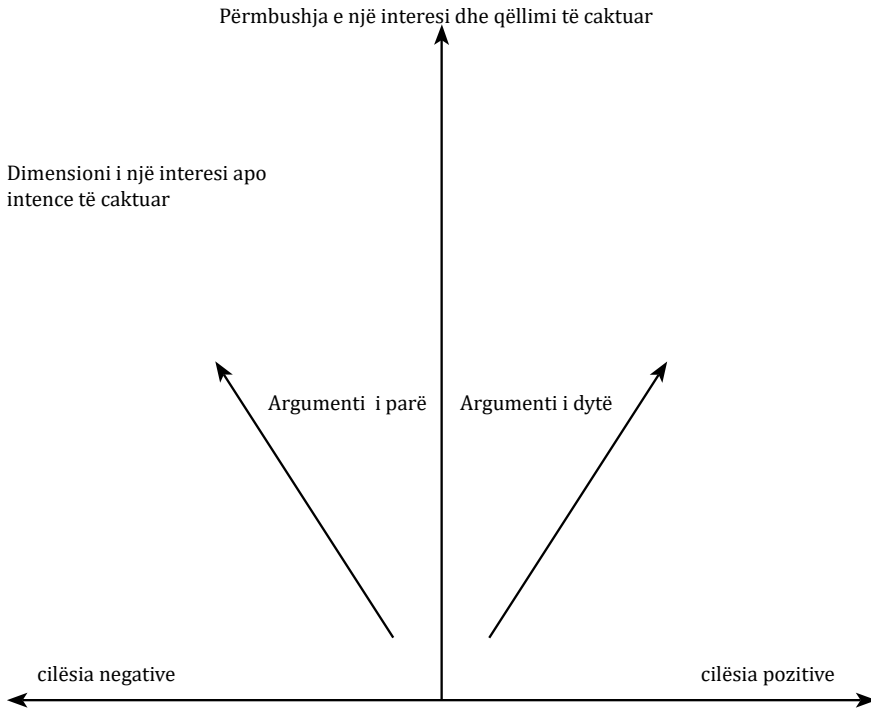 Përmbushja e një interesi dhe qëllimi të caktuar
Dimensioni i një interesi apo
intence të caktuar
Argumenti i parë
Argumenti i dytë
cilësia negative
cilësia pozitive